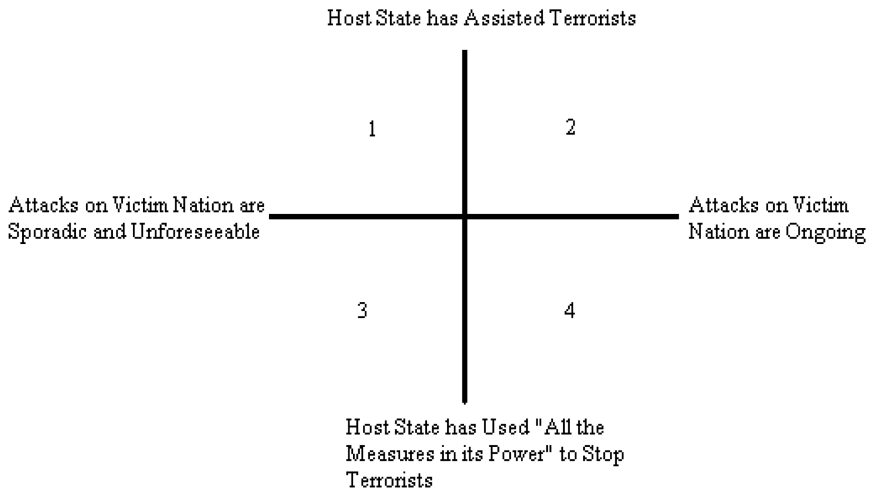 Host State has Assisted Terrorists
1
2
Attacks on Victim Nation are
Sporadic and Unforeseeable
Attacks on Victim
Nation are Ongoing
3
4
Host State has Used "All the
Measures in its Power" to Stop
Terrorists